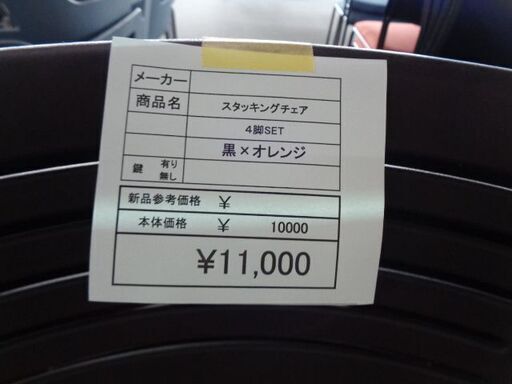 メーカー
商品名 スタッキングチェア
4脚SET
黒×オレンジ
鍵 有り
無し
新品参考価格 ¥
本体価格 ¥ 10000
¥11,000